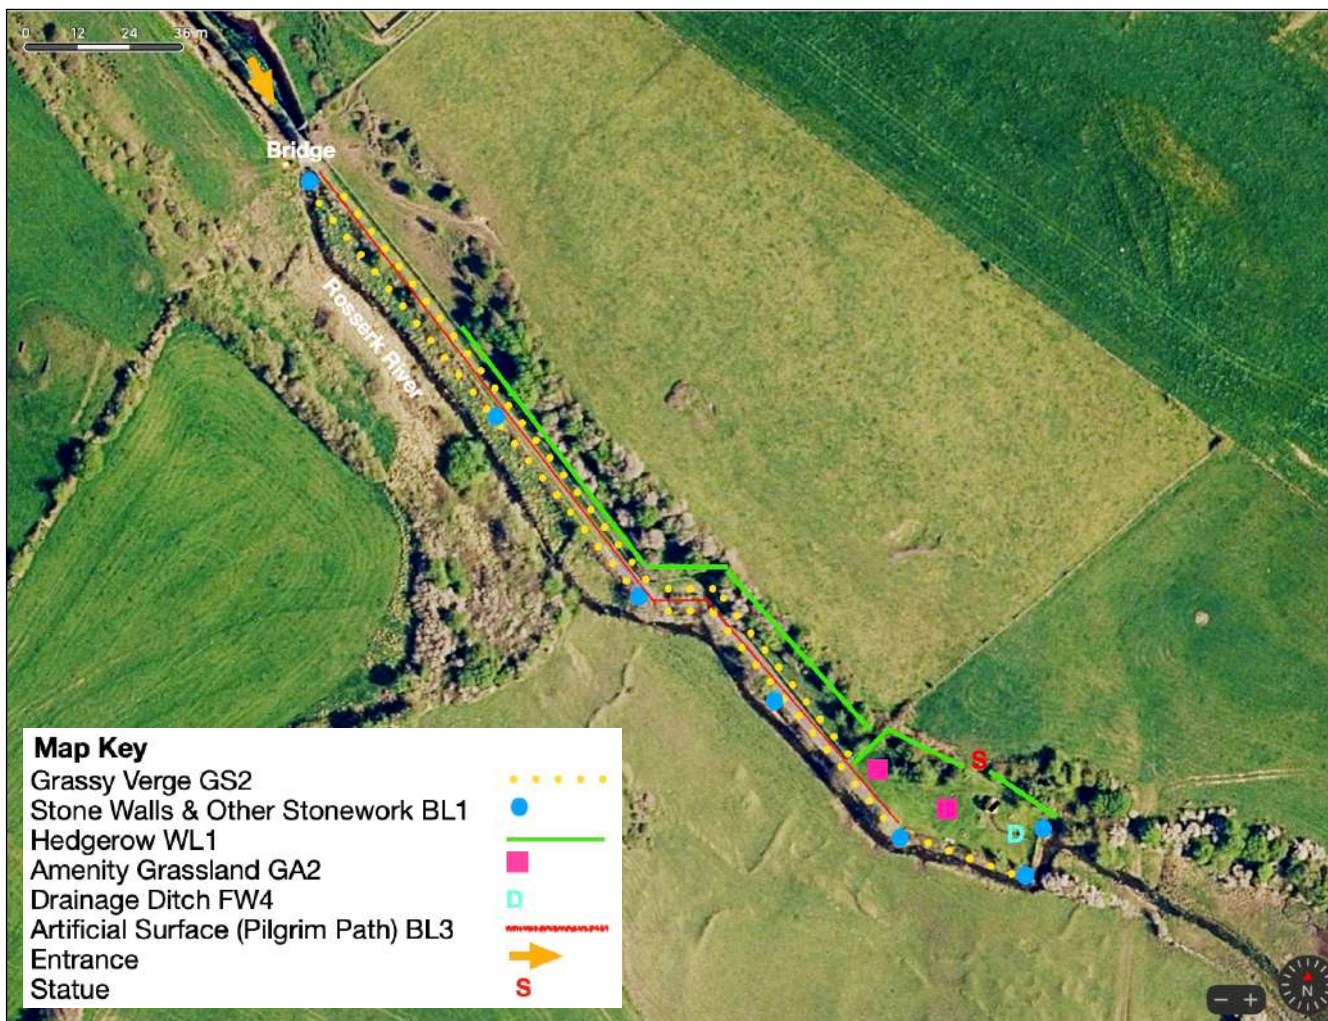 0 12 24 36 m
Bridge
Rosserk River
S
D
Map Key
Grassy Verge GS2
Stone Walls & Other Stonework BL1
Hedgerow WL1
Amenity Grassland GA2
Drainage Ditch FW4 D
Artificial Surface (Pilgrim Path) BL3
Entrance
Statue S
N